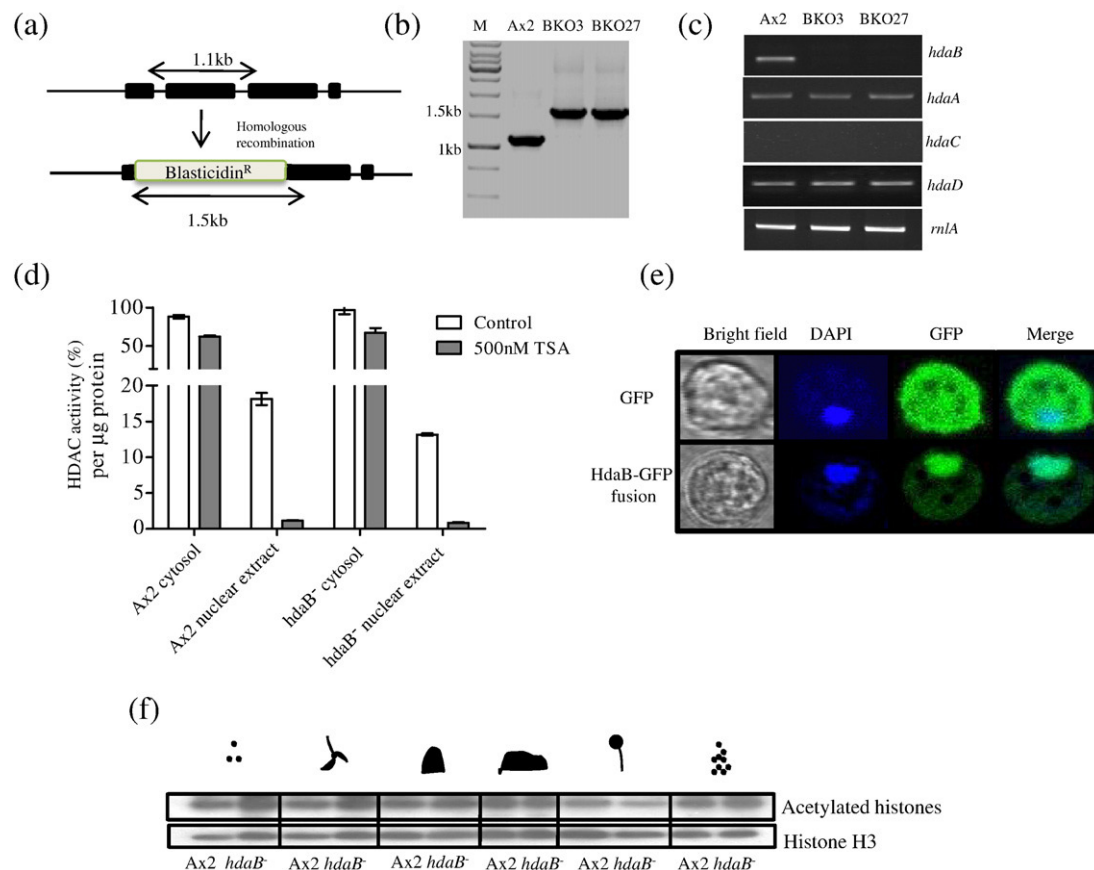 (a)
1.1kb
Homologous
recombination
Blasticidin^R
1.5kb
(b)
M Ax2 BKO3 BKO27
1.5kb
1kb
(c)
Ax2 BKO3 BKO27
hdaB
hdaA
hdaC
hdaD
rnlA
(d)
HDAC actiivity (%)
per µg protein
100
50
20
15
10
5
0
Control
500nM TSA
Ax2 cytosol
Ax2 nuclear extract
hdaB⁻ cytosol
hdaB⁻ nuclear extract
(e)
Bright field DAPI GFP Merge
GFP
HdaB-GFP
fusion
(f)
Acetylated histones
Histone H3
Ax2 hdaB⁻ Ax2 hdaB⁻ Ax2 hdaB⁻ Ax2 hdaB⁻ Ax2 hdaB⁻ Ax2 hdaB⁻